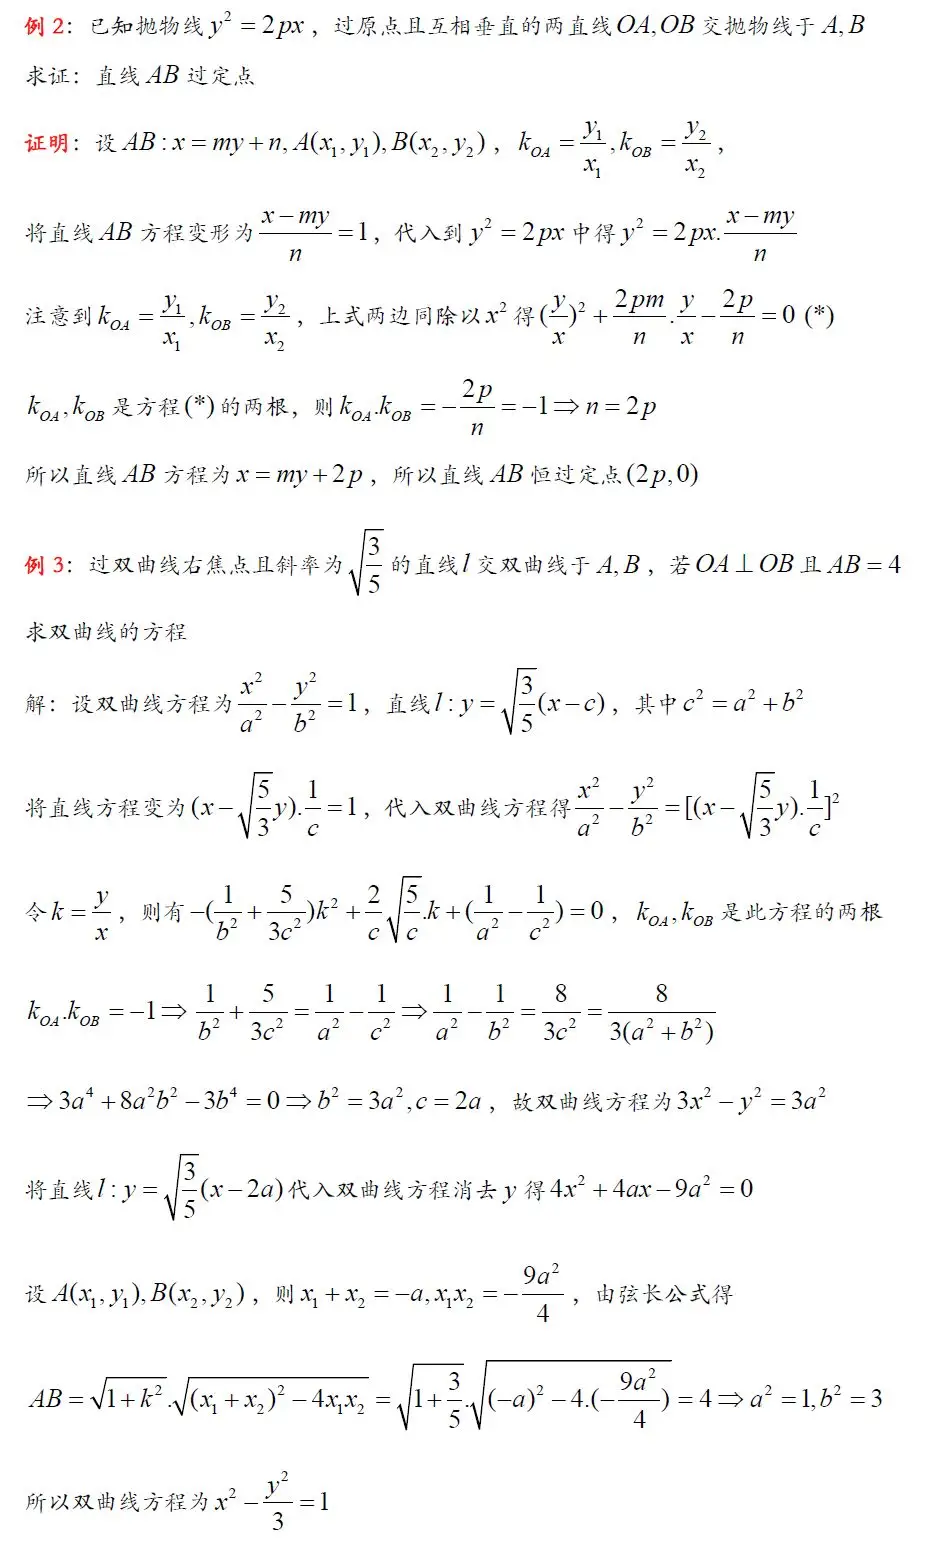 例 2：已知抛物线 $y^2=2px$，过原点且互相垂直的两直线 $OA,OB$ 交抛物线于 $A,B$
求证：直线 $AB$ 过定点
证明：设 $AB:x=my+n,A(x_1,y_1),B(x_2,y_2)$，$k_{OA}=\frac{y_1}{x_1},k_{OB}=\frac{y_2}{x_2}$，
将直线 $AB$ 方程变形为 $\frac{x-my}{n}=1$，代入到 $y^2=2px$ 中得 $y^2=2px.\frac{x-my}{n}$
注意到 $k_{OA}=\frac{y_1}{x_1},k_{OB}=\frac{y_2}{x_2}$，上式两边同除以 $x^2$ 得 $(\frac{y}{x})^2+\frac{2pm}{n}.\frac{y}{x}-\frac{2p}{n}=0$ (*)
$k_{OA},k_{OB}$ 是方程(*)的两根，则 $k_{OA}.k_{OB}=-\frac{2p}{n}=-1\Rightarrow n=2p$
所以直线 $AB$ 方程为 $x=my+2p$，所以直线 $AB$ 恒过定点 $(2p,0)$
例 3：过双曲线右焦点且斜率为 $\sqrt{\frac{3}{5}}$ 的直线 $l$ 交双曲线于 $A,B$，若 $OA\perp OB$ 且 $AB=4$
求双曲线的方程
解：设双曲线方程为 $\frac{x^2}{a^2}-\frac{y^2}{b^2}=1$，直线 $l:y=\sqrt{\frac{3}{5}}(x-c)$，其中 $c^2=a^2+b^2$
将直线方程变为 $(x-\sqrt{\frac{5}{3}}y).\frac{1}{c}=1$，代入双曲线方程得 $\frac{x^2}{a^2}-\frac{y^2}{b^2}=[(x-\sqrt{\frac{5}{3}}y).\frac{1}{c}]^2$
令 $k=\frac{y}{x}$，则有 $-(\frac{1}{b^2}+\frac{5}{3c^2})k^2+\frac{2}{c}\sqrt{\frac{5}{c}}.k+(\frac{1}{a^2}-\frac{1}{c^2})=0$，$k_{OA},k_{OB}$ 是此方程的两根
$k_{OA}.k_{OB}=-1\Rightarrow\frac{1}{b^2}+\frac{5}{3c^2}=\frac{1}{a^2}-\frac{1}{c^2}\Rightarrow\frac{1}{a^2}-\frac{1}{b^2}=\frac{8}{3c^2}=\frac{8}{3(a^2+b^2)}$
$\Rightarrow 3a^4+8a^2b^2-3b^4=0\Rightarrow b^2=3a^2,c=2a$，故双曲线方程为 $3x^2-y^2=3a^2$
将直线 $l:y=\sqrt{\frac{3}{5}}(x-2a)$ 代入双曲线方程消去 $y$ 得 $4x^2+4ax-9a^2=0$
设 $A(x_1,y_1),B(x_2,y_2)$，则 $x_1+x_2=-a,x_1x_2=-\frac{9a^2}{4}$，由弦长公式得
$AB=\sqrt{1+k^2}.\sqrt{(x_1+x_2)^2-4x_1x_2}=\sqrt{1+\frac{3}{5}}.\sqrt{(-a)^2-4.(-\frac{9a^2}{4})}=4\Rightarrow a^2=1,b^2=3$
所以双曲线方程为 $x^2-\frac{y^2}{3}=1$